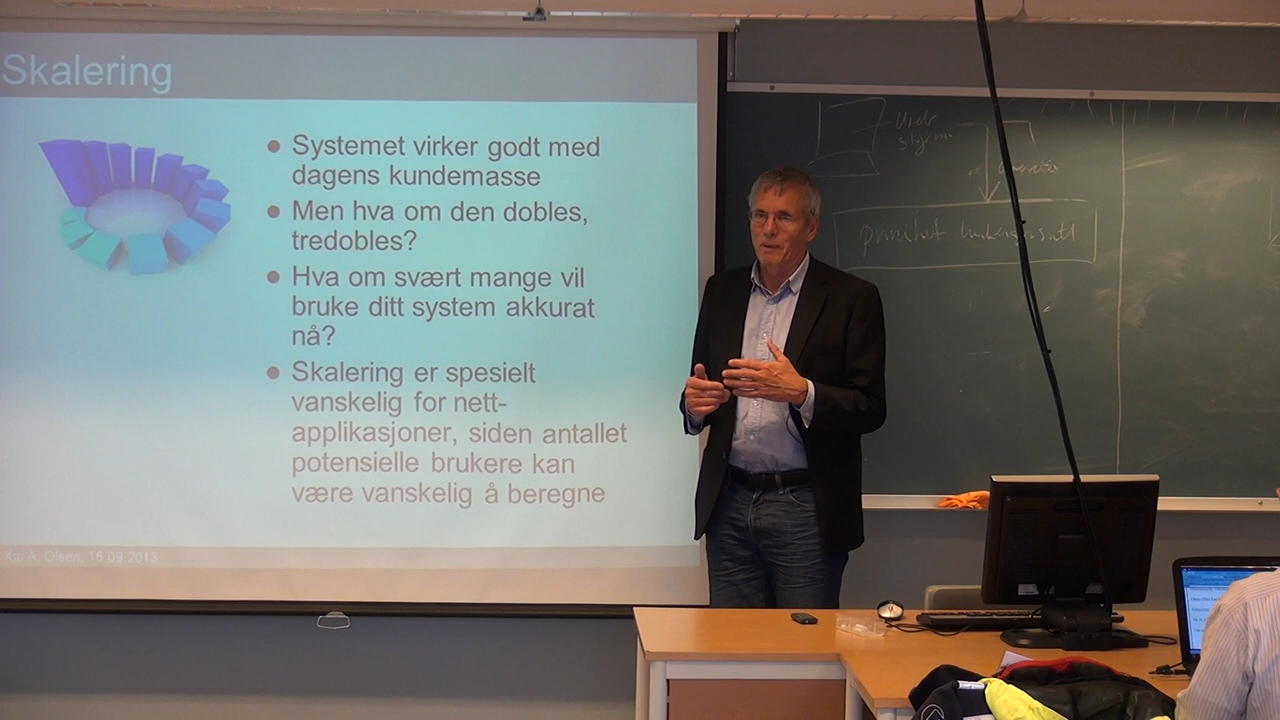 Skalering
Systemet virker godt med
dagens kundemasse
Men hva om den dobles,
tredobles?
Hva om svært mange vil
bruke ditt system akkurat
nå?
Skalering er spesielt
vanskelig for nett-
applikasjoner, siden antallet
potensielle brukere kan
være vanskelig å beregne
Kai A. Olsen, 16.09.2013